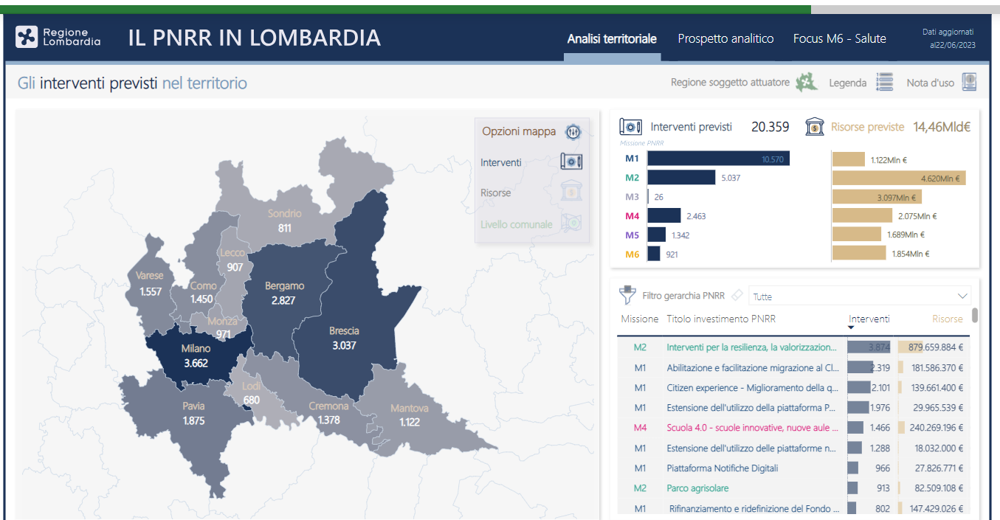 Regione
Lombardia
IL PNRR IN LOMBARDIA
Analisi territoriale
Prospetto analitico
Focus M6 - Salute
Dati aggiornati
al22/06/2023
Gli interventi previsti nel territorio
Regione soggetto attuatore
Legenda
Nota d'uso
Opzioni mappa
Interventi
Risorse
Livello comunale
Sondrio
811
Lecco
907
Varese
1.557
Como
1.450
Bergamo
2.827
Monza
971
Brescia
3.037
Milano
3.662
Lodi
680
Pavia
1.875
Cremona
1.378
Mantova
1.122
Interventi previsti 20.359
Risorse previste 14,46Mld€
Missione PNRR
M1 10.570 1.122Mln €
M2 5.037 4.620Mln €
M3 26 3.097Mln €
M4 2.463 2.075Mln €
M5 1.342 1.689Mln €
M6 921 1.854Mln €
Filtro gerarchia PNRR
Tutte
Missione Titolo investimento PNRR Interventi Risorse
M2 Interventi per la resilienza, la valorizzazion... 3.874 879.659.884 €
M1 Abilitazione e facilitazione migrazione al Cl... 2.319 181.586.370 €
M1 Citizen experience - Miglioramento della q... 2.101 139.661.400 €
M1 Estensione dell'utilizzo della piattaforma P... 1.976 29.965.539 €
M4 Scuola 4.0 - scuole innovative, nuove aule ... 1.466 240.269.196 €
M1 Estensione dell'utilizzo delle piattaforme n... 1.288 18.032.000 €
M1 Piattaforma Notifiche Digitali 966 27.826.771 €
M2 Parco agrisolare 913 82.509.108 €
M1 Rifinanziamento e ridefinizione del Fondo ... 802 147.429.026 €